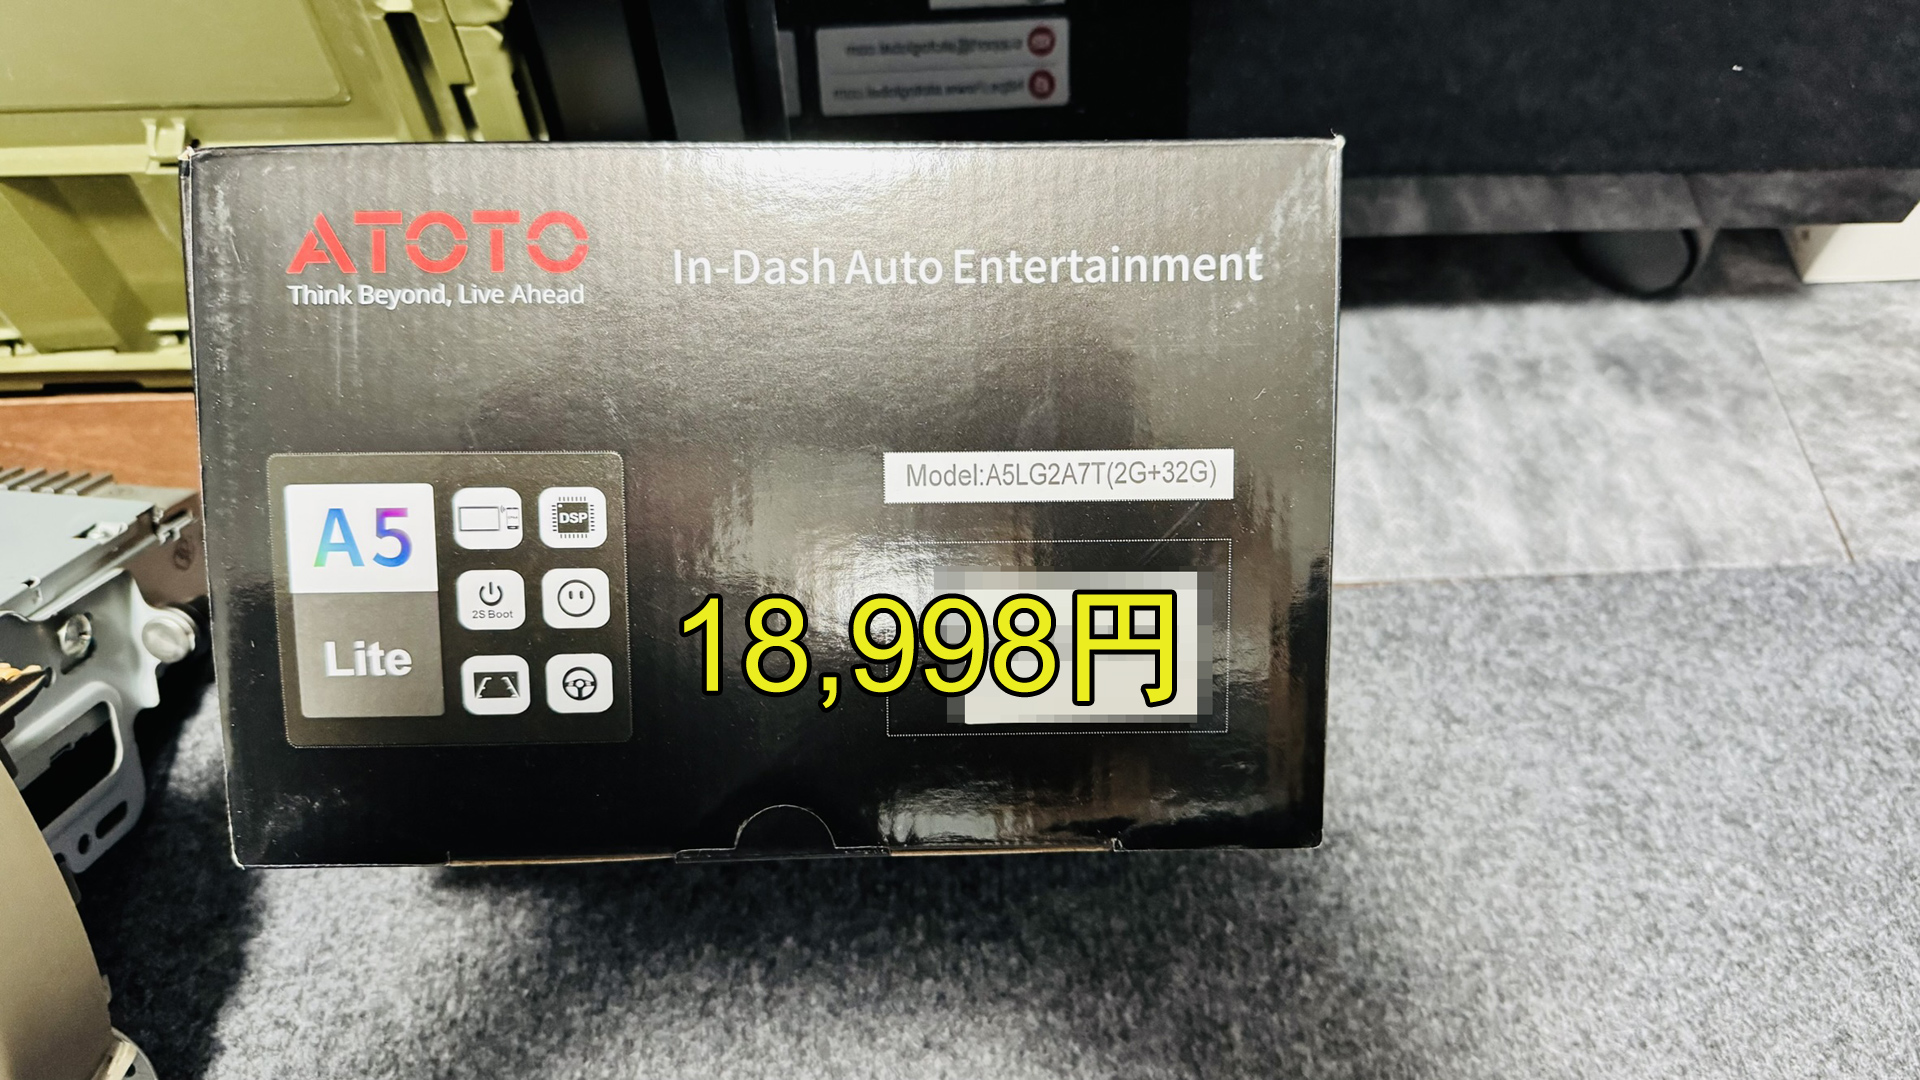 ATOTO
Think Beyond, Live Ahead
In-Dash Auto Entertainment
Model:A5LG2A7T(2G+32G)
A5
Lite
DSP
2S Boot
18,998円